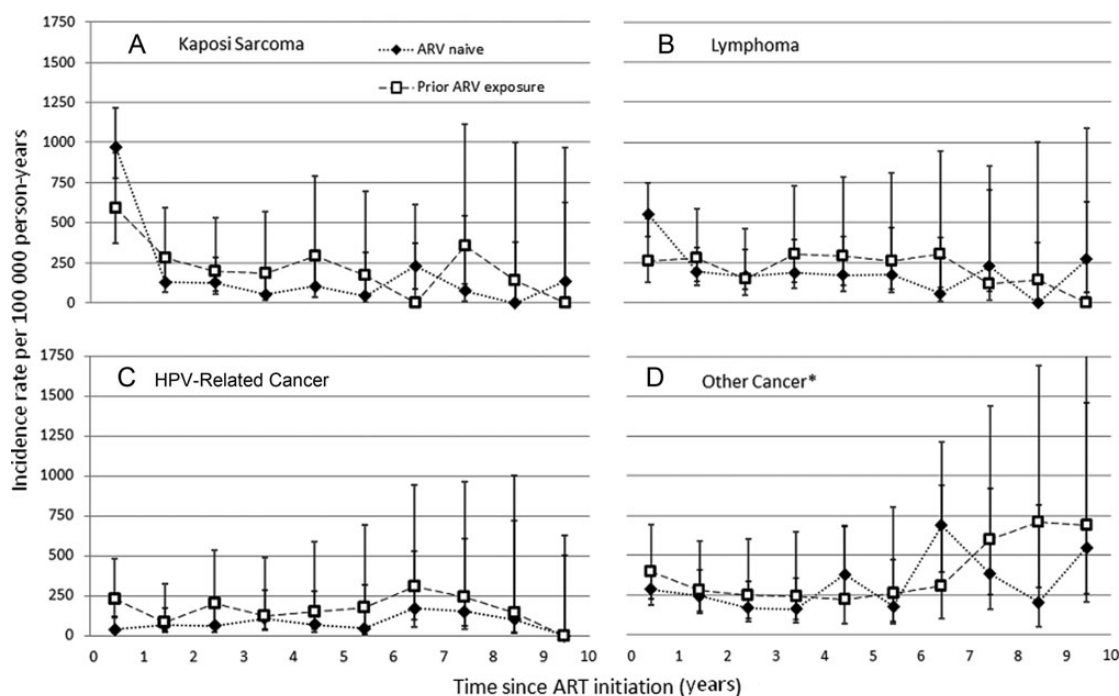 1750
1500
1250
1000
750
500
250
0
A Kaposi Sarcoma
ARV naive
Prior ARV exposure
B Lymphoma
Incidence rate per 100 000 person-years
1750
1500
1250
1000
750
500
250
0
C HPV-Related Cancer
D Other Cancer*
0 1 2 3 4 5 6 7 8 9 10
0 1 2 3 4 5 6 7 8 9 10
Time since ART initiation (years)